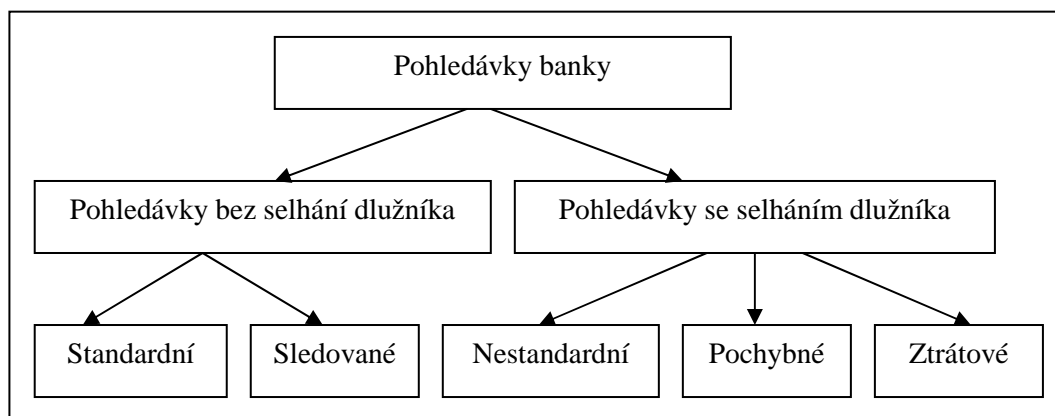 Pohledávky banky
Pohledávky bez selhání dlužníka
Pohledávky se selháním dlužníka
Standardní
Sledované
Nestandardní
Pochybné
Ztrátové